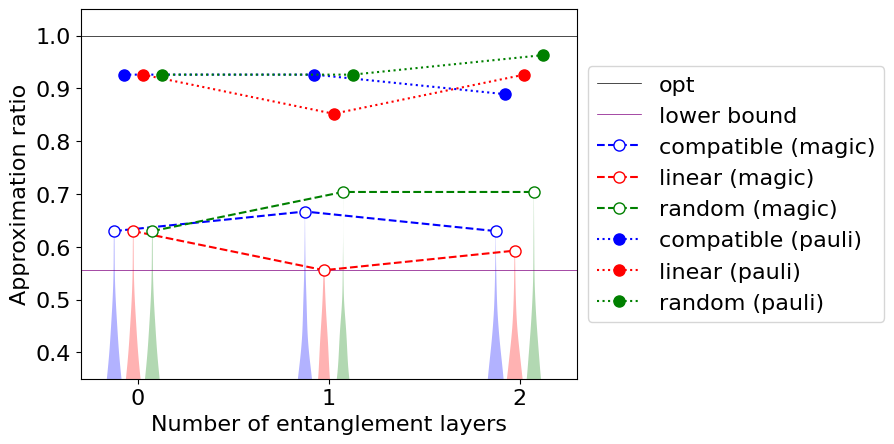 1.0
0.9
0.8
0.7
0.6
0.5
0.4
Approximation ratio
0 1 2
Number of entanglement layers
opt
lower bound
compatible (magic)
linear (magic)
random (magic)
compatible (pauli)
linear (pauli)
random (pauli)